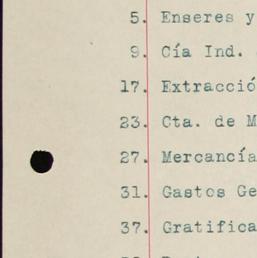 5. Enseres y
9. Cía Ind.
17. Extracció
23. Cta. de M
27. Mercancía
31. Gastos Ge
37. Gratifica